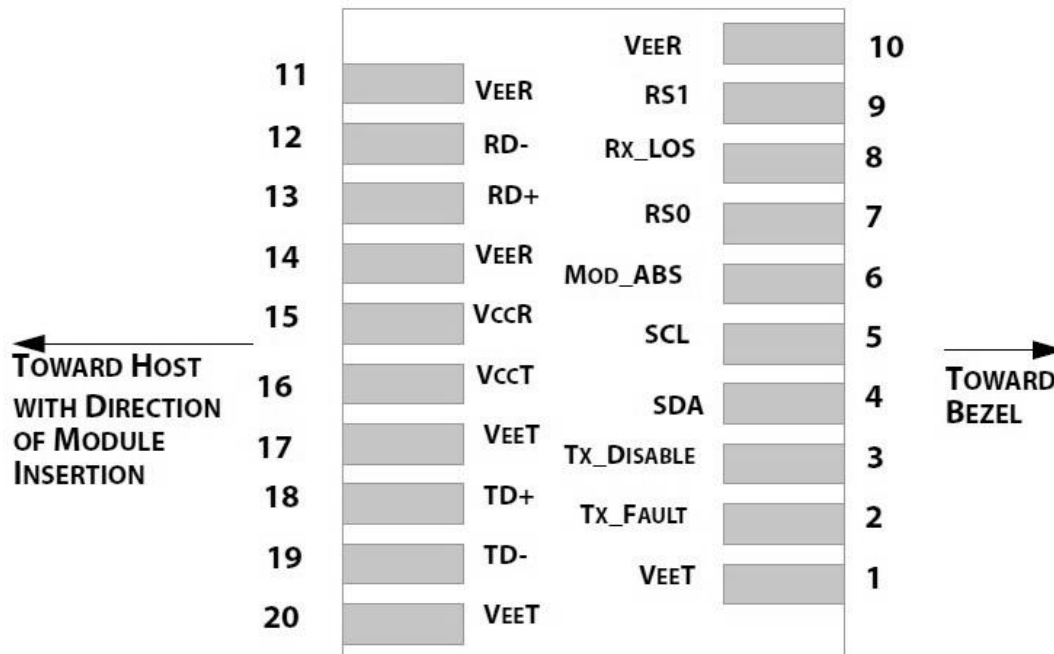 11 VEER
12 RD-
13 RD+
14 VEER
15 VCCR
16 VCCT
17 VEET
18 TD+
19 TD-
20 VEET
VEER 10
RS1 9
RX_LOS 8
RS0 7
MOD_ABS 6
SCL 5
SDA 4
TX_DISABLE 3
TX_FAULT 2
VEET 1
TOWARD HOST
WITH DIRECTION
OF MODULE
INSERTION
TOWARD
BEZEL